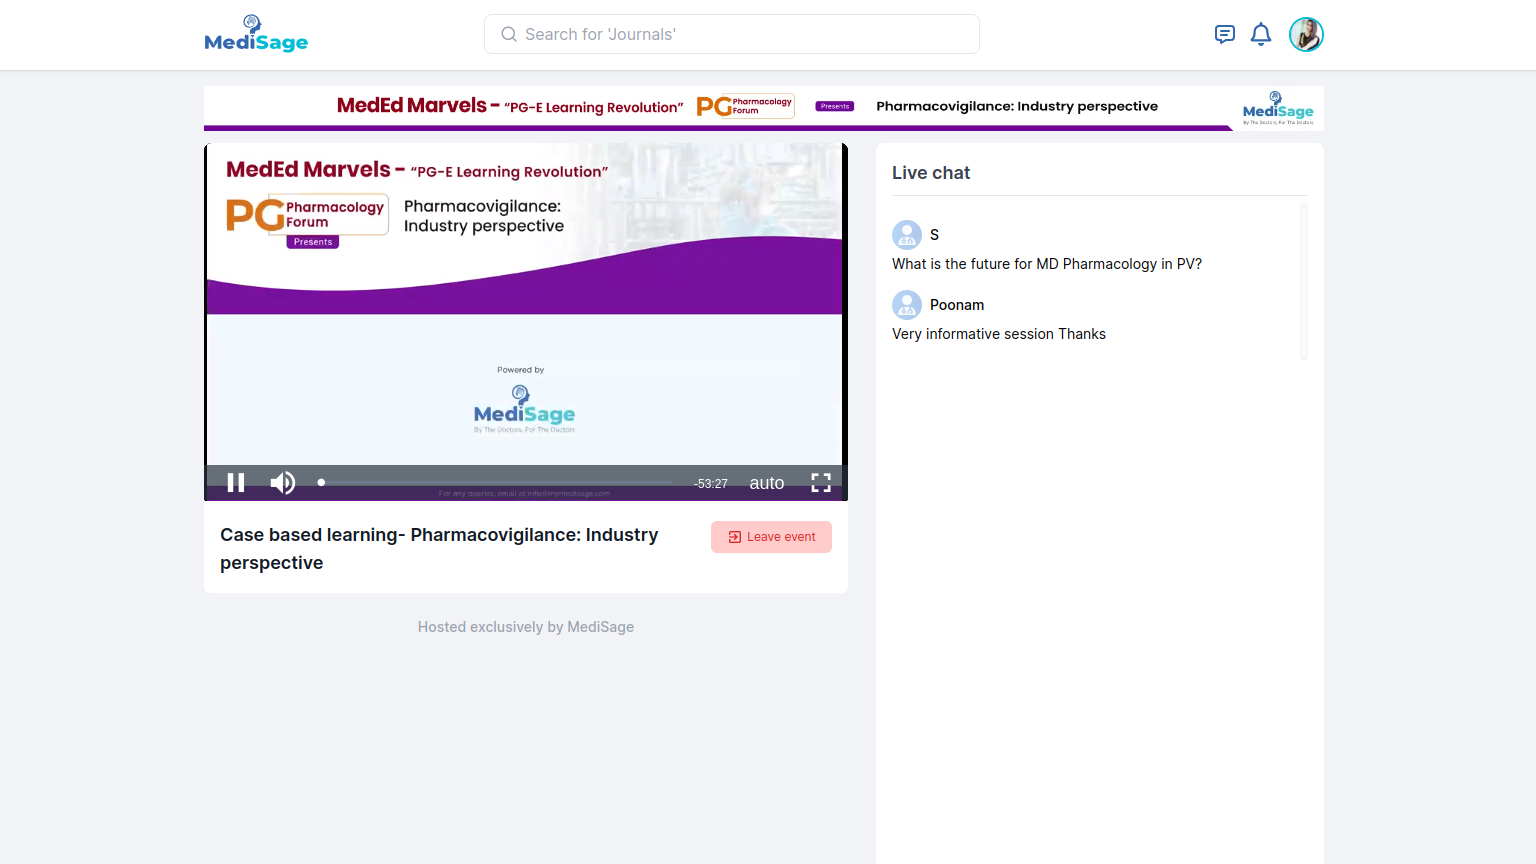 MediSage
Search for 'Journals'
MedEd Marvels - “PG-E Learning Revolution”
PG Pharmacology Forum
Presents
Pharmacovigilance: Industry perspective
MediSage
By The Doctors, For The Doctors
MedEd Marvels - “PG-E Learning Revolution”
PG Pharmacology Forum
Presents
Pharmacovigilance:
Industry perspective
Powered by
MediSage
By The Doctors, For The Doctors
For any queries, email at info@mymedisage.com
-53:27
auto
Case based learning- Pharmacovigilance: Industry
perspective
Leave event
Hosted exclusively by MediSage
Live chat
S
What is the future for MD Pharmacology in PV?
Poonam
Very informative session Thanks